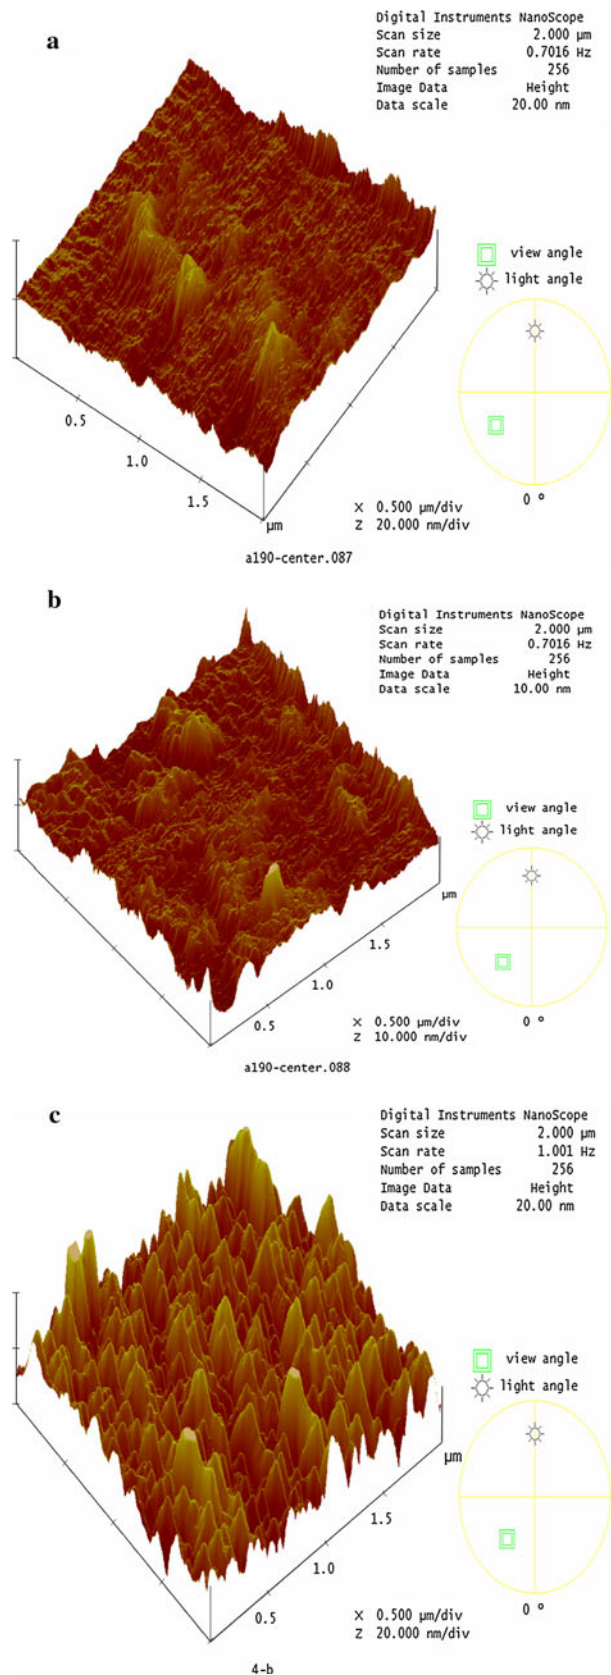 a
Digital Instruments NanoScope
Scan size 2.000 µm
Scan rate 0.7016 Hz
Number of samples 256
Image Data Height
Data scale 20.00 nm
view angle
light angle
0.5
1.0
1.5
µm
X 0.500 µm/div
Z 20.000 nm/div
0 º
a190-center.087
b
Digital Instruments NanoScope
Scan size 2.000 µm
Scan rate 0.7016 Hz
Number of samples 256
Image Data Height
Data scale 10.00 nm
view angle
light angle
µm
1.5
1.0
0.5
X 0.500 µm/div
Z 10.000 nm/div
0 º
a190-center.088
c
Digital Instruments NanoScope
Scan size 2.000 µm
Scan rate 1.001 Hz
Number of samples 256
Image Data Height
Data scale 20.00 nm
view angle
light angle
µm
1.5
1.0
0.5
X 0.500 µm/div
Z 20.000 nm/div
0 º
4-b